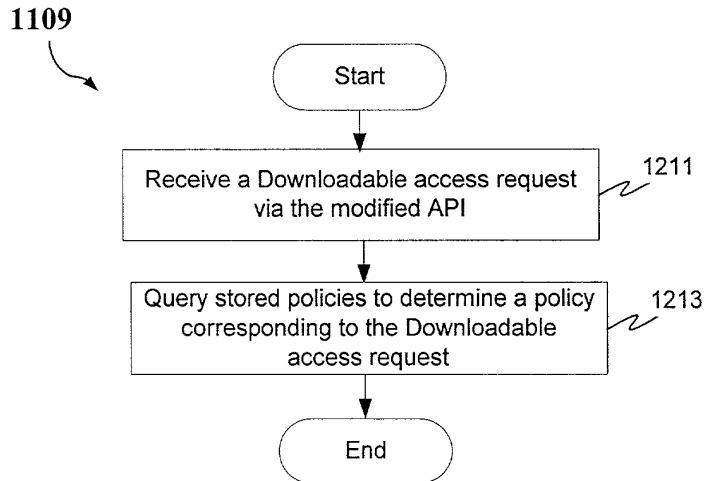 1109
Start
Receive a Downloadable access request
via the modified API
1211
Query stored policies to determine a policy
corresponding to the Downloadable
access request
1213
End